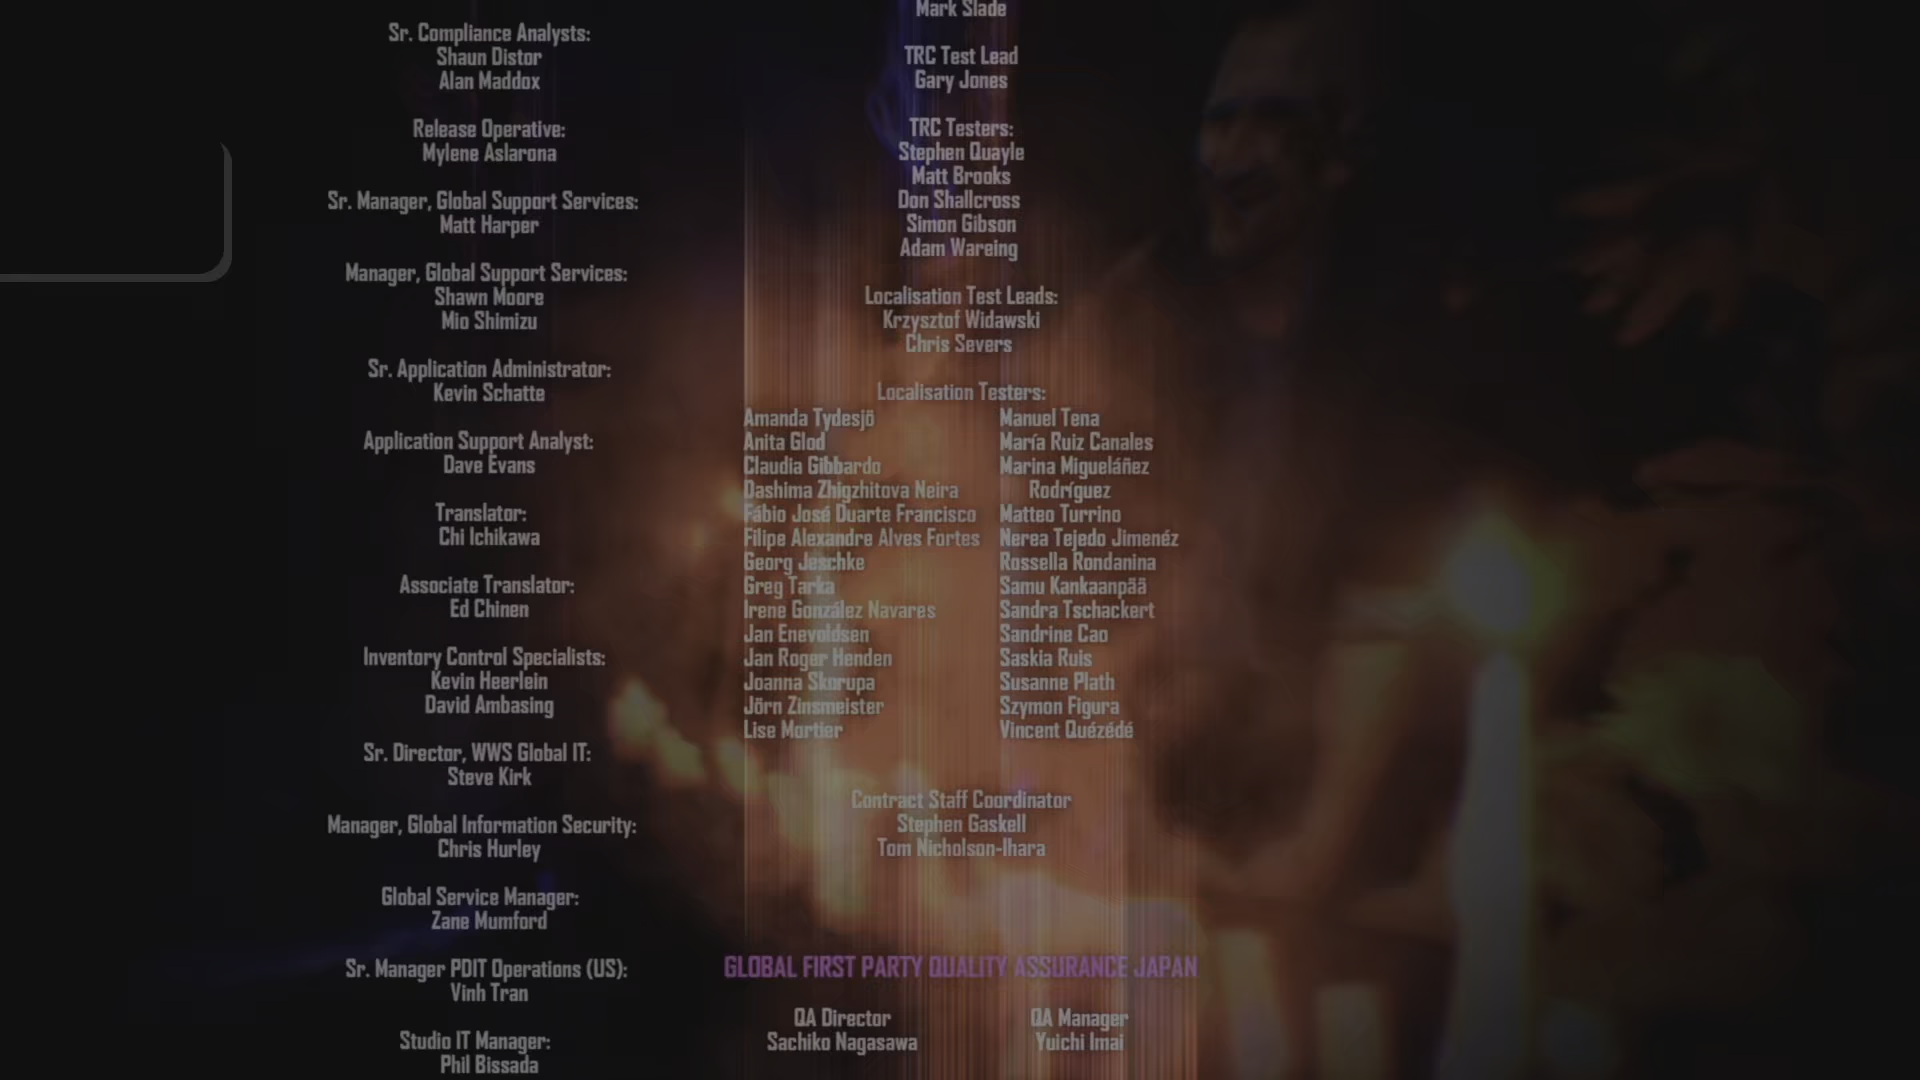 Sr. Compliance Analysts:
Shaun Distor
Alan Maddox
Release Operative:
Mylene Aslarona
Sr. Manager, Global Support Services:
Matt Harper
Manager, Global Support Services:
Shawn Moore
Mio Shimizu
Sr. Application Administrator:
Kevin Schatte
Application Support Analyst:
Dave Evans
Translator:
Chi Ichikawa
Associate Translator:
Ed Chinen
Inventory Control Specialists:
Kevin Heerlein
David Ambasing
Sr. Director, WWS Global IT:
Steve Kirk
Manager, Global Information Security:
Chris Hurley
Global Service Manager:
Zane Mumford
Sr. Manager PDIT Operations (US):
Vinh Tran
Studio IT Manager:
Phil Bissada
Mark Slade
TRC Test Lead
Gary Jones
TRC Testers:
Stephen Quayle
Matt Brooks
Don Shallcross
Simon Gibson
Adam Wareing
Localisation Test Leads:
Krzysztof Widawski
Chris Severs
Localisation Testers:
Amanda Tydesjö
Anita Glod
Claudia Gibbardo
Dashima Zhigzhitova Neira
Fábio José Duarte Francisco
Filipe Alexandre Alves Fortes
Georg Jeschke
Greg Tarka
Irene González Navares
Jan Enevoldsen
Jan Roger Henden
Joanna Skorupa
Jörn Zinsmeister
Lise Mortier
Manuel Tena
María Ruiz Canales
Marina Migueláñez
Rodríguez
Matteo Turrino
Nerea Tejedo Jimenéz
Rossella Rondanina
Samu Kankaanpää
Sandra Tschackert
Sandrine Cao
Saskia Ruis
Susanne Plath
Szymon Figura
Vincent Quézédé
Contract Staff Coordinator
Stephen Gaskell
Tom Nicholson-Ihara
GLOBAL FIRST PARTY QUALITY ASSURANCE JAPAN
QA Director
Sachiko Nagasawa
QA Manager
Yuichi Imai